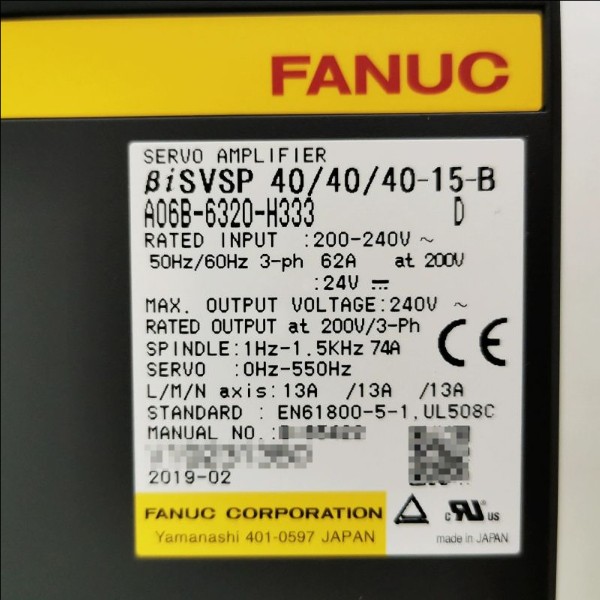 FANUC
SERVO AMPLIFIER
βiSVSP 40/40/40-15-B
A06B-6320-H333 D
RATED INPUT :200-240V ~
50Hz/60Hz 3-ph 62A at 200V
:24V ⎓
MAX. OUTPUT VOLTAGE:240V ~
RATED OUTPUT at 200V/3-Ph
SPINDLE:1Hz-1.5KHz 74A
SERVO :0Hz-550Hz
L/M/N axis:13A /13A /13A
CE
STANDARD : EN61800-5-1,UL508C
MANUAL NO.:
2019-02
FANUC CORPORATION
Yamanashi 401-0597 JAPAN
c RU us
made in JAPAN